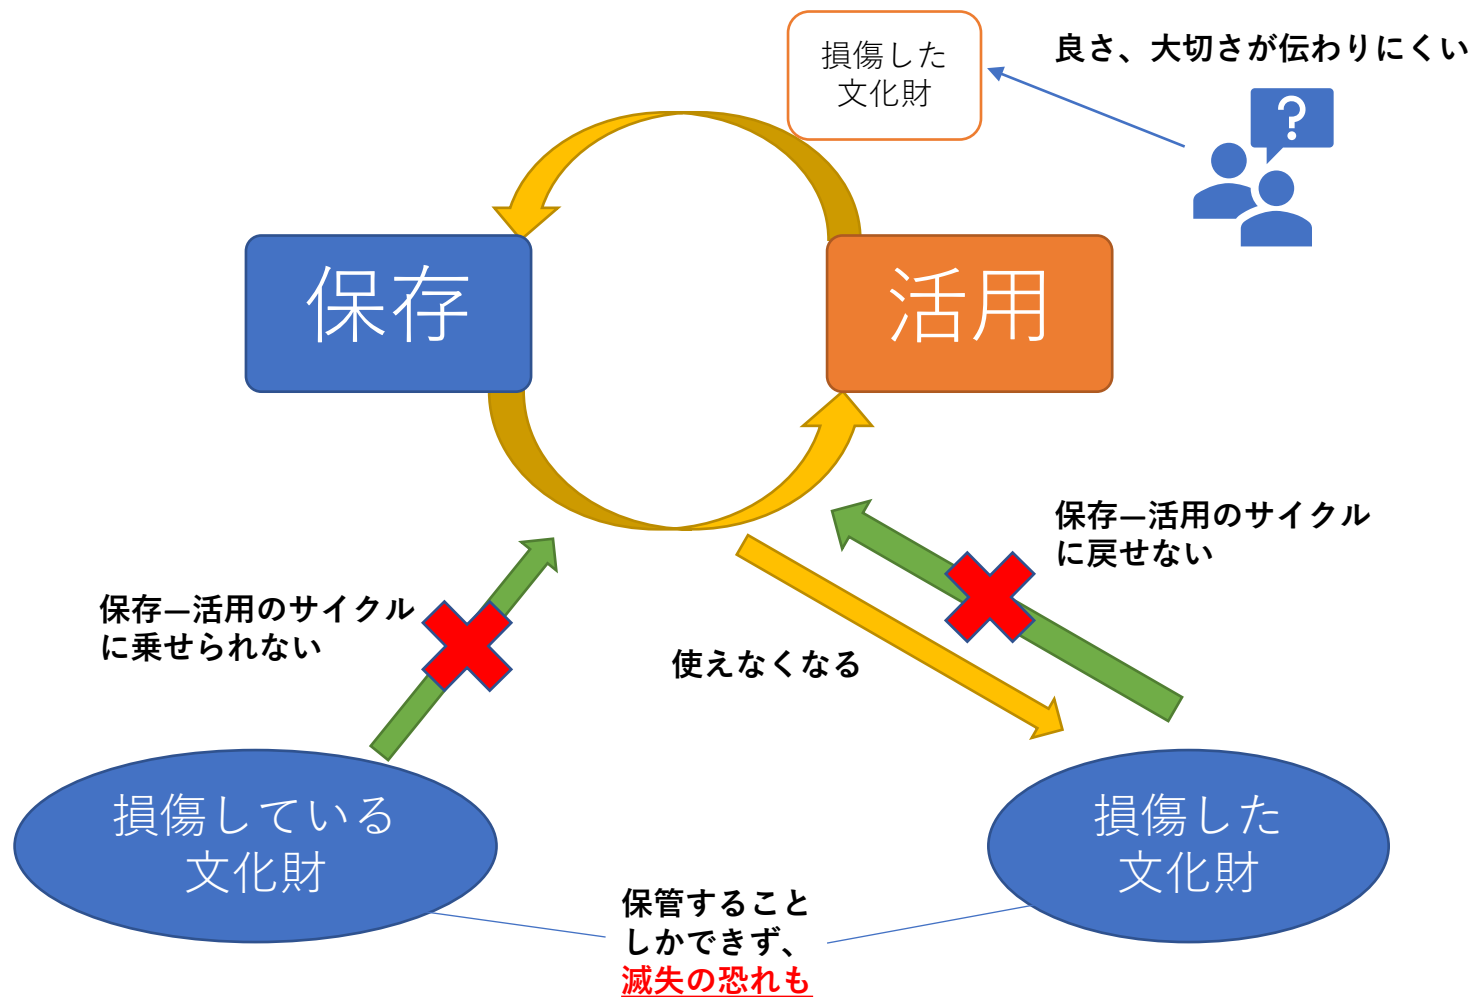 損傷した
文化財
良さ、大切さが伝わりにくい
?
保存
活用
保存―活用のサイクル
に戻せない
保存―活用のサイクル
に乗せられない
使えなくなる
損傷している
文化財
損傷した
文化財
保管すること
しかできず、
滅失の恐れも